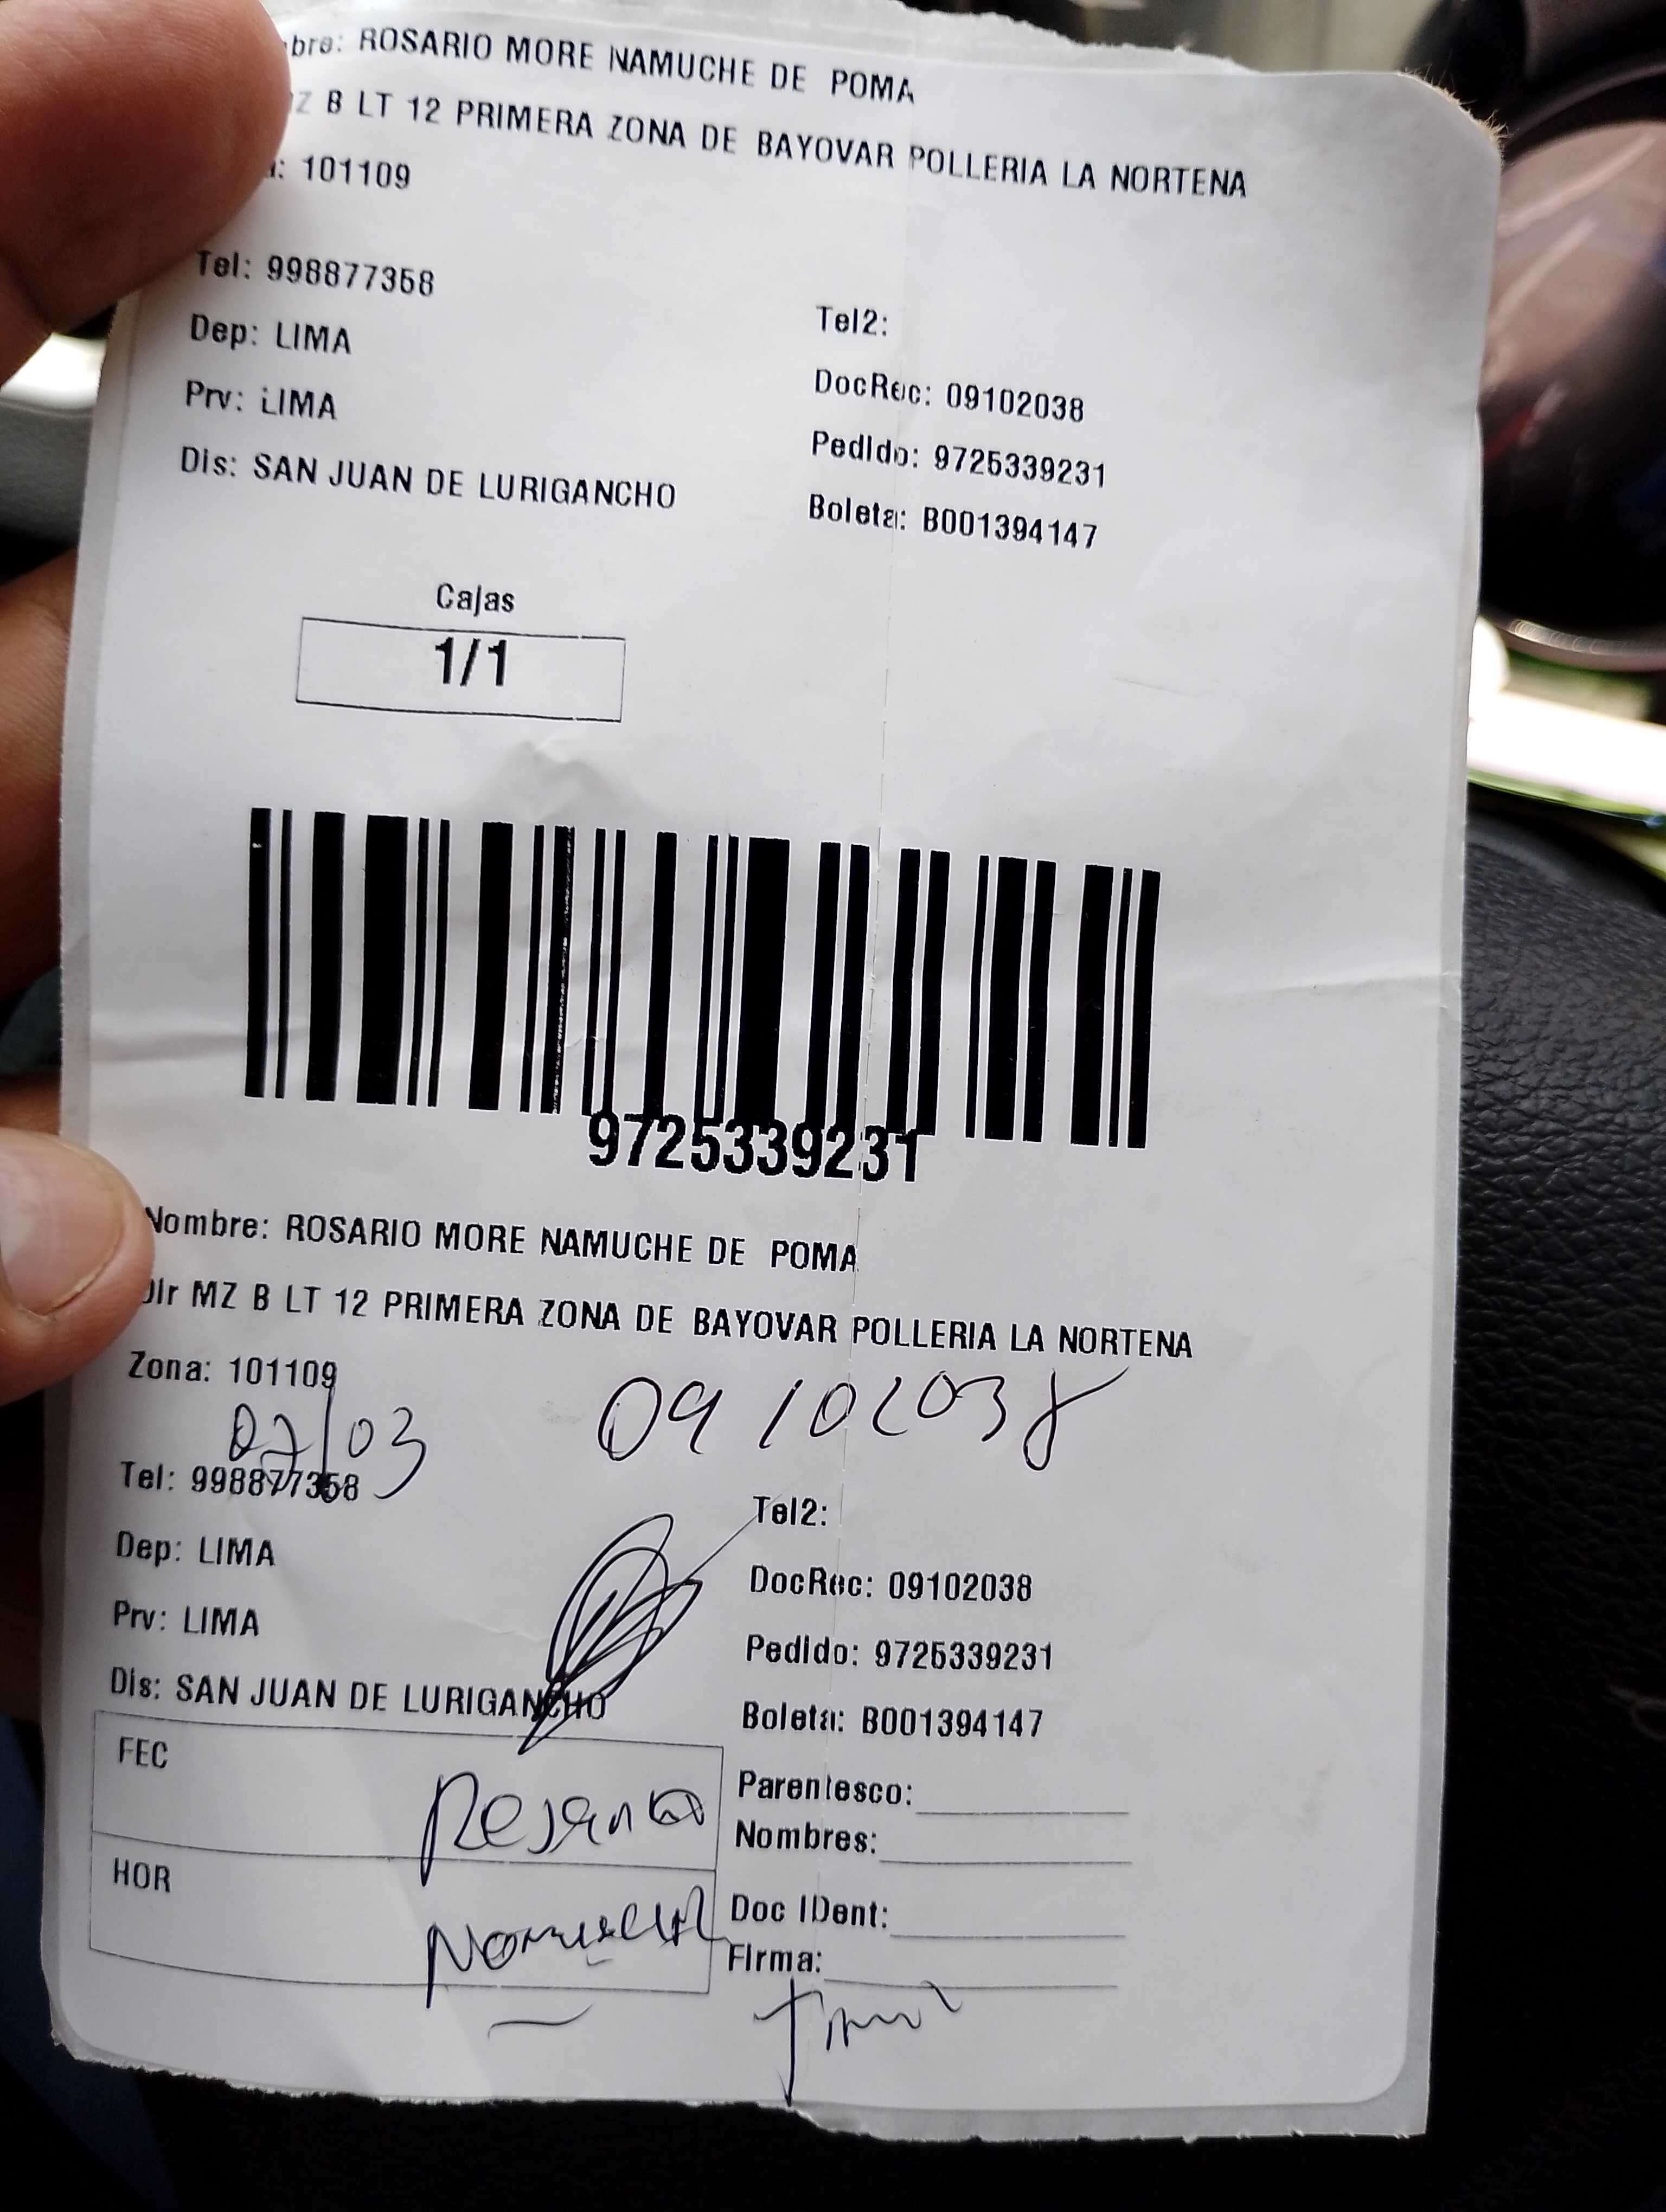 bre: ROSARIO MORE NAMUCHE DE POMA
MZ B LT 12 PRIMERA ZONA DE BAYOVAR POLLERIA LA NORTENA
a: 101109
Tel: 998877358
Tel2:
Dep: LIMA
DocRec: 09102038
Prv: LIMA
Pedido: 9725339231
Dis: SAN JUAN DE LURIGANCHO
Boleta: B001394147
Cajas
1/1
9725339231
Nombre: ROSARIO MORE NAMUCHE DE POMA
Dir MZ B LT 12 PRIMERA ZONA DE BAYOVAR POLLERIA LA NORTENA
Zona: 101109
07/03 09102038
Tel: 998877358
Tel2:
Dep: LIMA
DocRec: 09102038
Prv: LIMA
Pedido: 9725339231
Dis: SAN JUAN DE LURIGANCHO
Boleta: B001394147
FEC
Parentesco:
Nombres:
HOR
Doc IDent:
Firma: